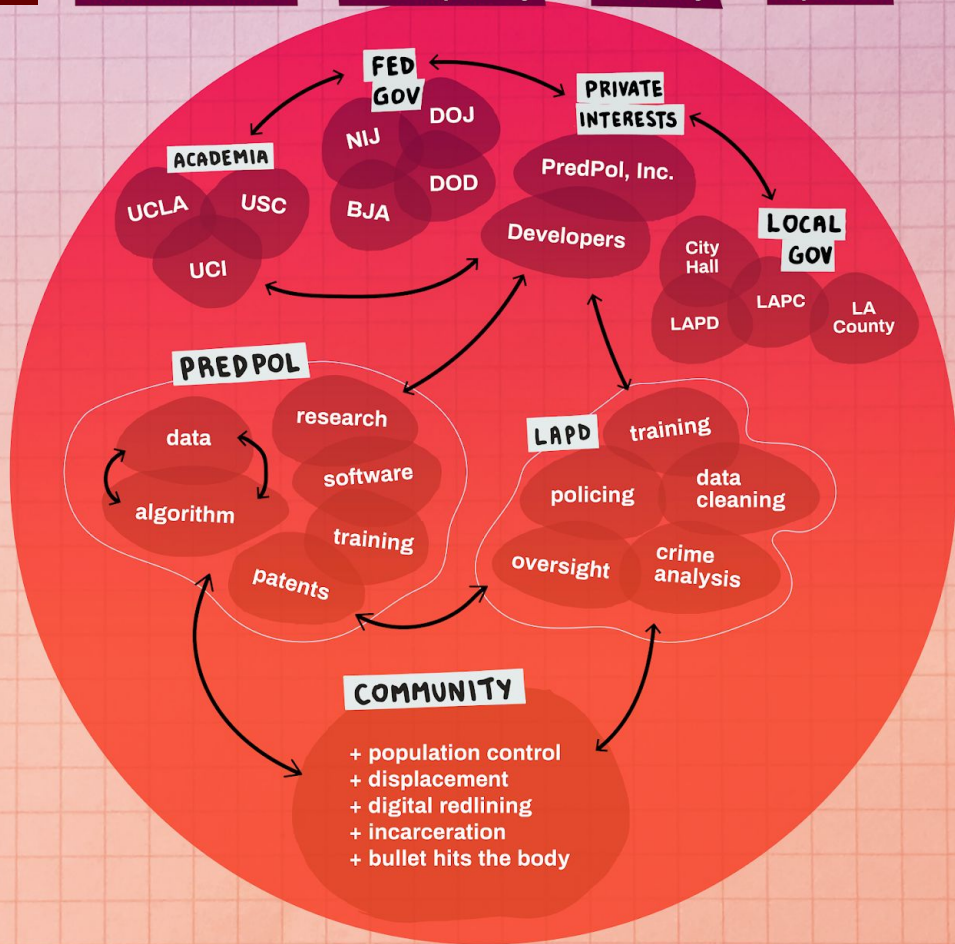 FED
GOV
NIJ
DOJ
DOD
BJA
PRIVATE
INTERESTS
PredPol, Inc.
Developers
ACADEMIA
UCLA
USC
UCI
LOCAL
GOV
City
Hall
LAPC
LAPD
LA
County
PREDPOL
data
algorithm
research
software
training
patents
LAPD
training
policing
data
cleaning
oversight
crime
analysis
COMMUNITY
+ population control
+ displacement
+ digital redlining
+ incarceration
+ bullet hits the body